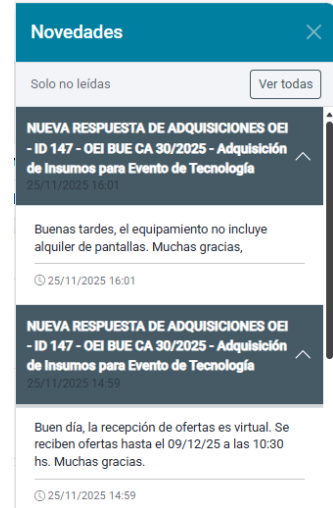 Novedades
Solo no leídas
Ver todas
NUEVA RESPUESTA DE ADQUISICIONES OEI
- ID 147 - OEI BUE CA 30/2025 - Adquisición
de Insumos para Evento de Tecnología
25/11/2025 16:01
Buenas tardes, el equipamiento no incluye
alquiler de pantallas. Muchas gracias,
25/11/2025 16:01
NUEVA RESPUESTA DE ADQUISICIONES OEI
- ID 147 - OEI BUE CA 30/2025 - Adquisición
de Insumos para Evento de Tecnología
25/11/2025 14:59
Buen día, la recepción de ofertas es virtual. Se
reciben ofertas hasta el 09/12/25 a las 10:30
hs. Muchas gracias.
25/11/2025 14:59